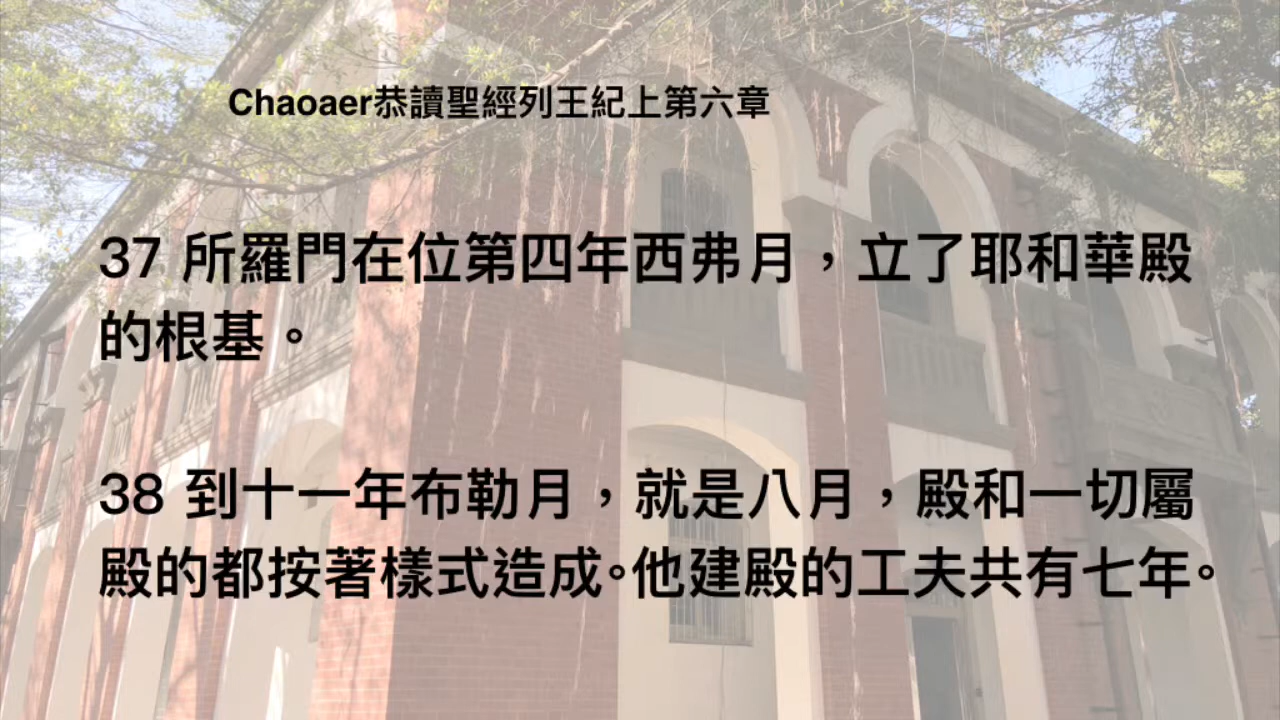 Chaoaer恭讀聖經列王紀上第六章
37 所羅門在位第四年西弗月，立了耶和華殿
的根基。
38 到十一年布勒月，就是八月，殿和一切屬
殿的都按著樣式造成。他建殿的工夫共有七年。